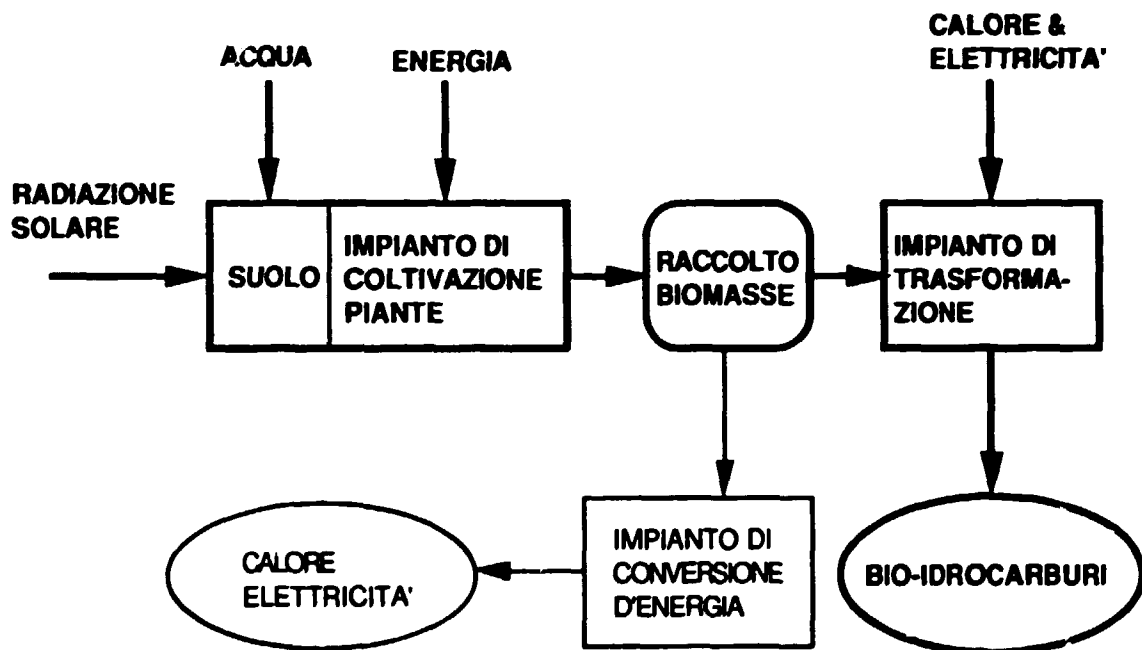 ACQUA
ENERGIA
CALORE &
ELETTRICITA'
RADIAZIONE
SOLARE
SUOLO
IMPIANTO DI
COLTIVAZIONE
PIANTE
RACCOLTO
BIOMASSE
IMPIANTO DI
TRASFORMA-
ZIONE
CALORE
ELETTRICITA'
IMPIANTO DI
CONVERSIONE
D'ENERGIA
BIO-IDROCARBURI